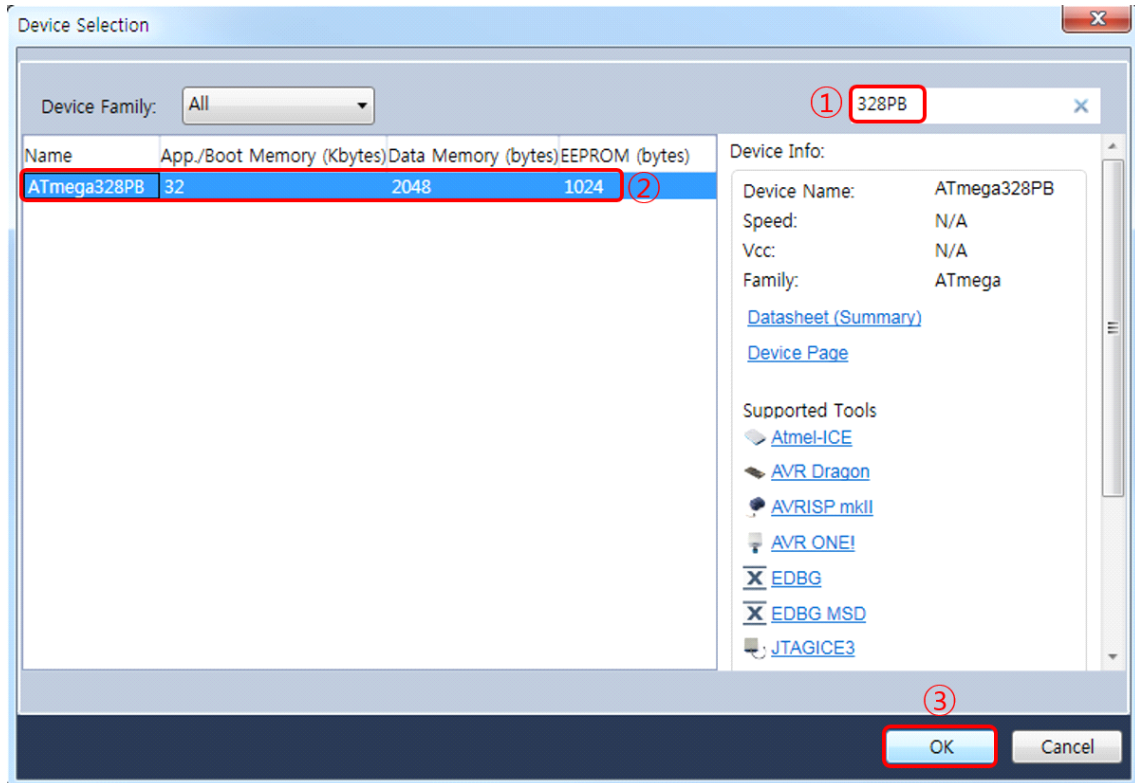 Device Selection
Device Family: All ① 328PB
Name App./Boot Memory (Kbytes) Data Memory (bytes) EEPROM (bytes)
ATmega328PB 32 2048 1024 ②
Device Info:
Device Name: ATmega328PB
Speed: N/A
Vcc: N/A
Family: ATmega
Datasheet (Summary)
Device Page
Supported Tools
Atmel-ICE
AVR Dragon
AVRISP mkII
AVR ONE!
EDBG
EDBG MSD
JTAGICE3
③
OK Cancel